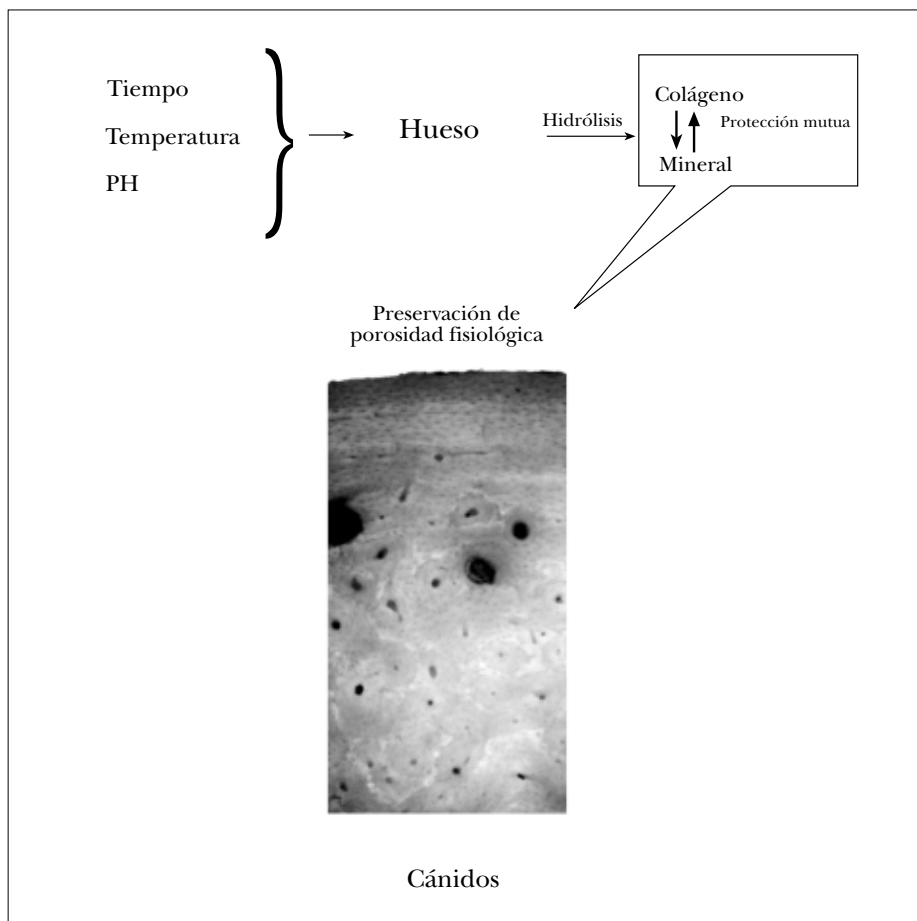 Tiempo
Temperatura
PH
Hueso
Hidrólisis
Colágeno
Protección mutua
Mineral
Preservación de
porosidad fisiológica
Cánidos